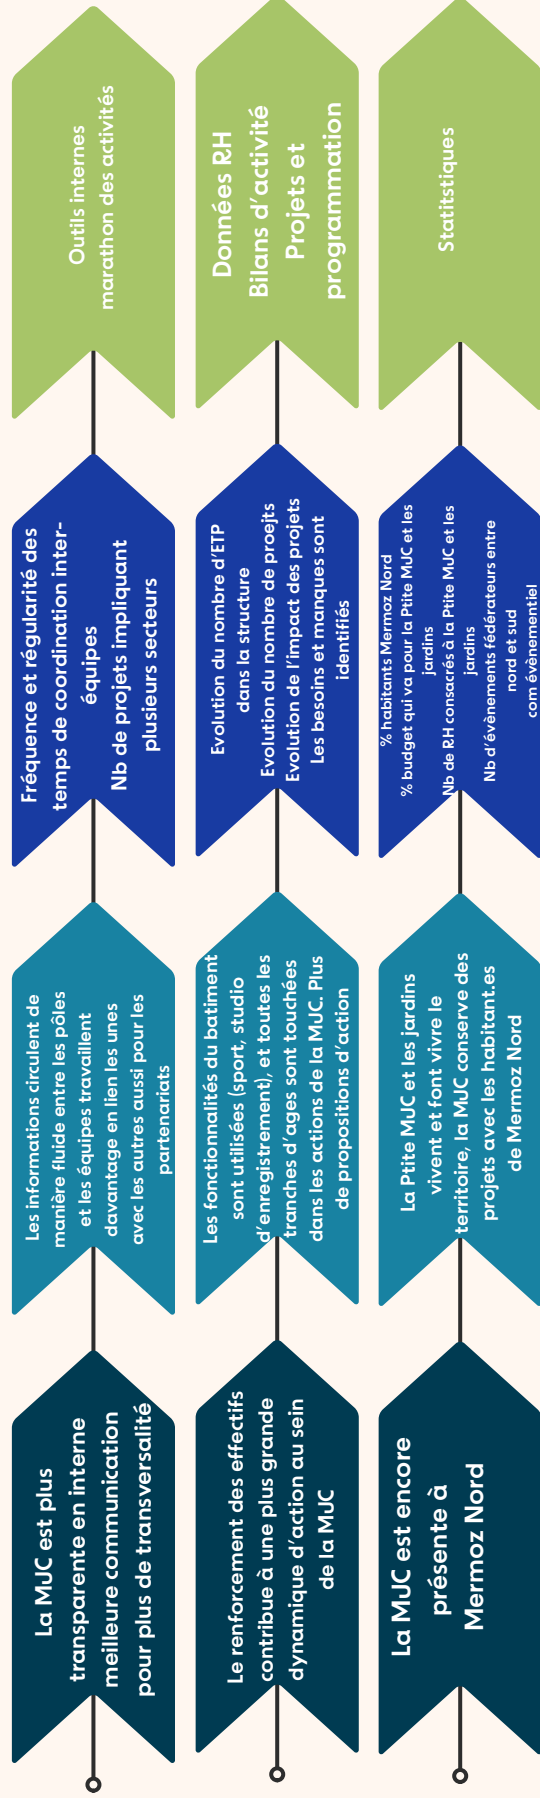 La MJC est plus
transparente en interne
meilleure communication
pour plus de transversalité
Les informations circulent de
manière fluide entre les pôles
et les équipes travaillent
davantage en lien les unes
avec les autres aussi pour les
partenariats
Fréquence et régularité des
temps de coordination inter-
équipes
Nb de projets impliquant
plusieurs secteurs
Outils internes
marathon des activités
Le renforcement des effectifs
contribue à une plus grande
dynamique d'action au sein
de la MJC
Les fonctionnalités du batiment
sont utilisées (sport, studio
d'enregistrement), et toutes les
tranches d'ages sont touchées
dans les actions de la MJC. Plus
de propositions d'action
Evolution du nombre d'ETP
dans la structure
Evolution du nombre de proejts
Evolution de l'impact des projets
Les besoins et manques sont
identifiés
Données RH
Bilans d'activité
Projets et
programmation
La MJC est encore
présente à
Mermoz Nord
La Ptite MJC et les jardins
vivent et font vivre le
territoire, la MJC conserve des
projets avec les habitant.es
de Mermoz Nord
% habitants Mermoz Nord
% budget qui va pour la Ptite MuC et les
jardins
Nb de RH consacrés à la Ptite MuC et les
jardins
Nb d'évènements fédérateurs entre
nord et sud
com évènementiel
Statitstiques